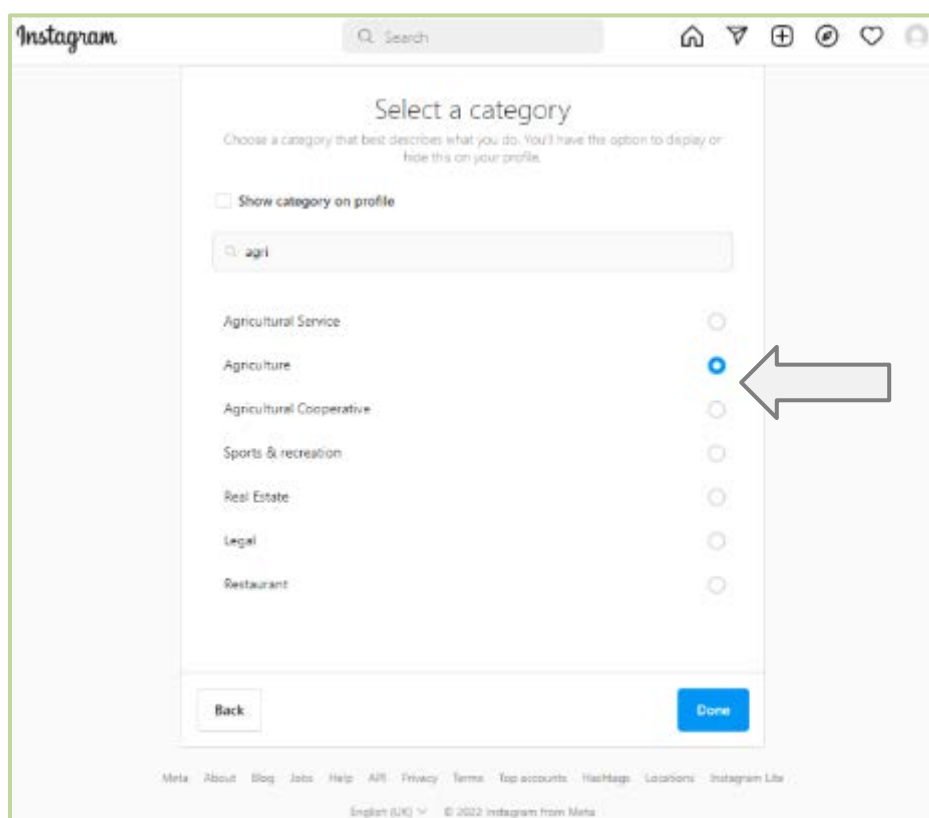 Instagram
Search
Select a category
Choose a category that best describes what you do. You'll have the option to display or
hide this on your profile.
Show category on profile
agri
Agricultural Service
Agriculture
Agricultural Cooperative
Sports & recreation
Real Estate
Legal
Restaurant
Back
Done
Meta About Blog Jobs Help API Privacy Terms Top accounts Hashtags Locations Instagram Lite
English (UK) © 2022 Instagram from Meta